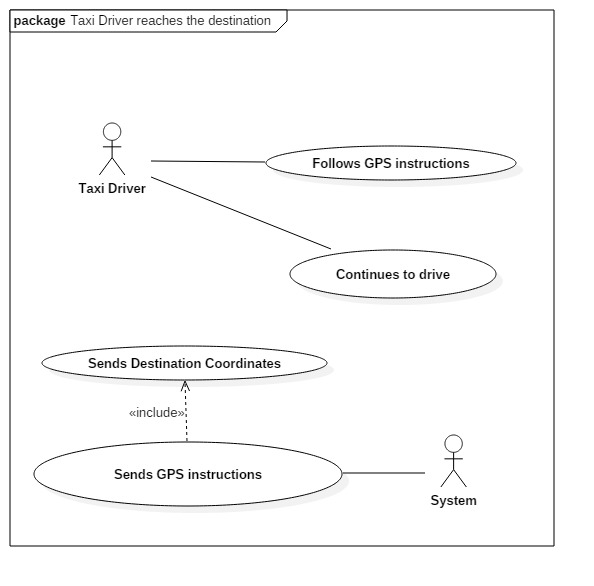 package Taxi Driver reaches the destination
Taxi Driver
Follows GPS instructions
Continues to drive
Sends Destination Coordinates
«include»
Sends GPS instructions
System